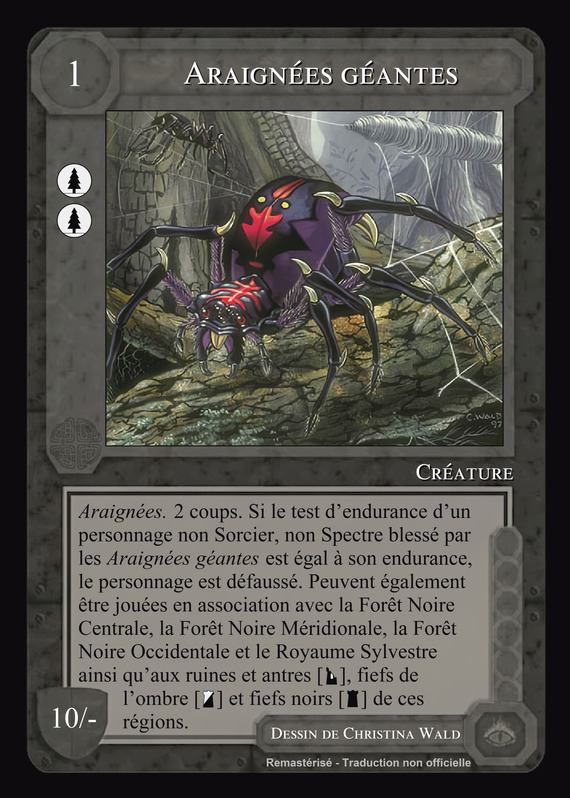 1
Araignées géantes
C. Wald
97
Créature
Araignées. 2 coups. Si le test d’endurance d’un
personnage non Sorcier, non Spectre blessé par
les Araignées géantes est égal à son endurance,
le personnage est défaussé. Peuvent également
être jouées en association avec la Forêt Noire
Centrale, la Forêt Noire Méridionale, la Forêt
Noire Occidentale et le Royaume Sylvestre
ainsi qu’aux ruines et antres [ ], fiefs de
l’ombre [ ] et fiefs noirs [ ] de ces
régions.
10/-
Dessin de Christina Wald
Remastérisé - Traduction non officielle